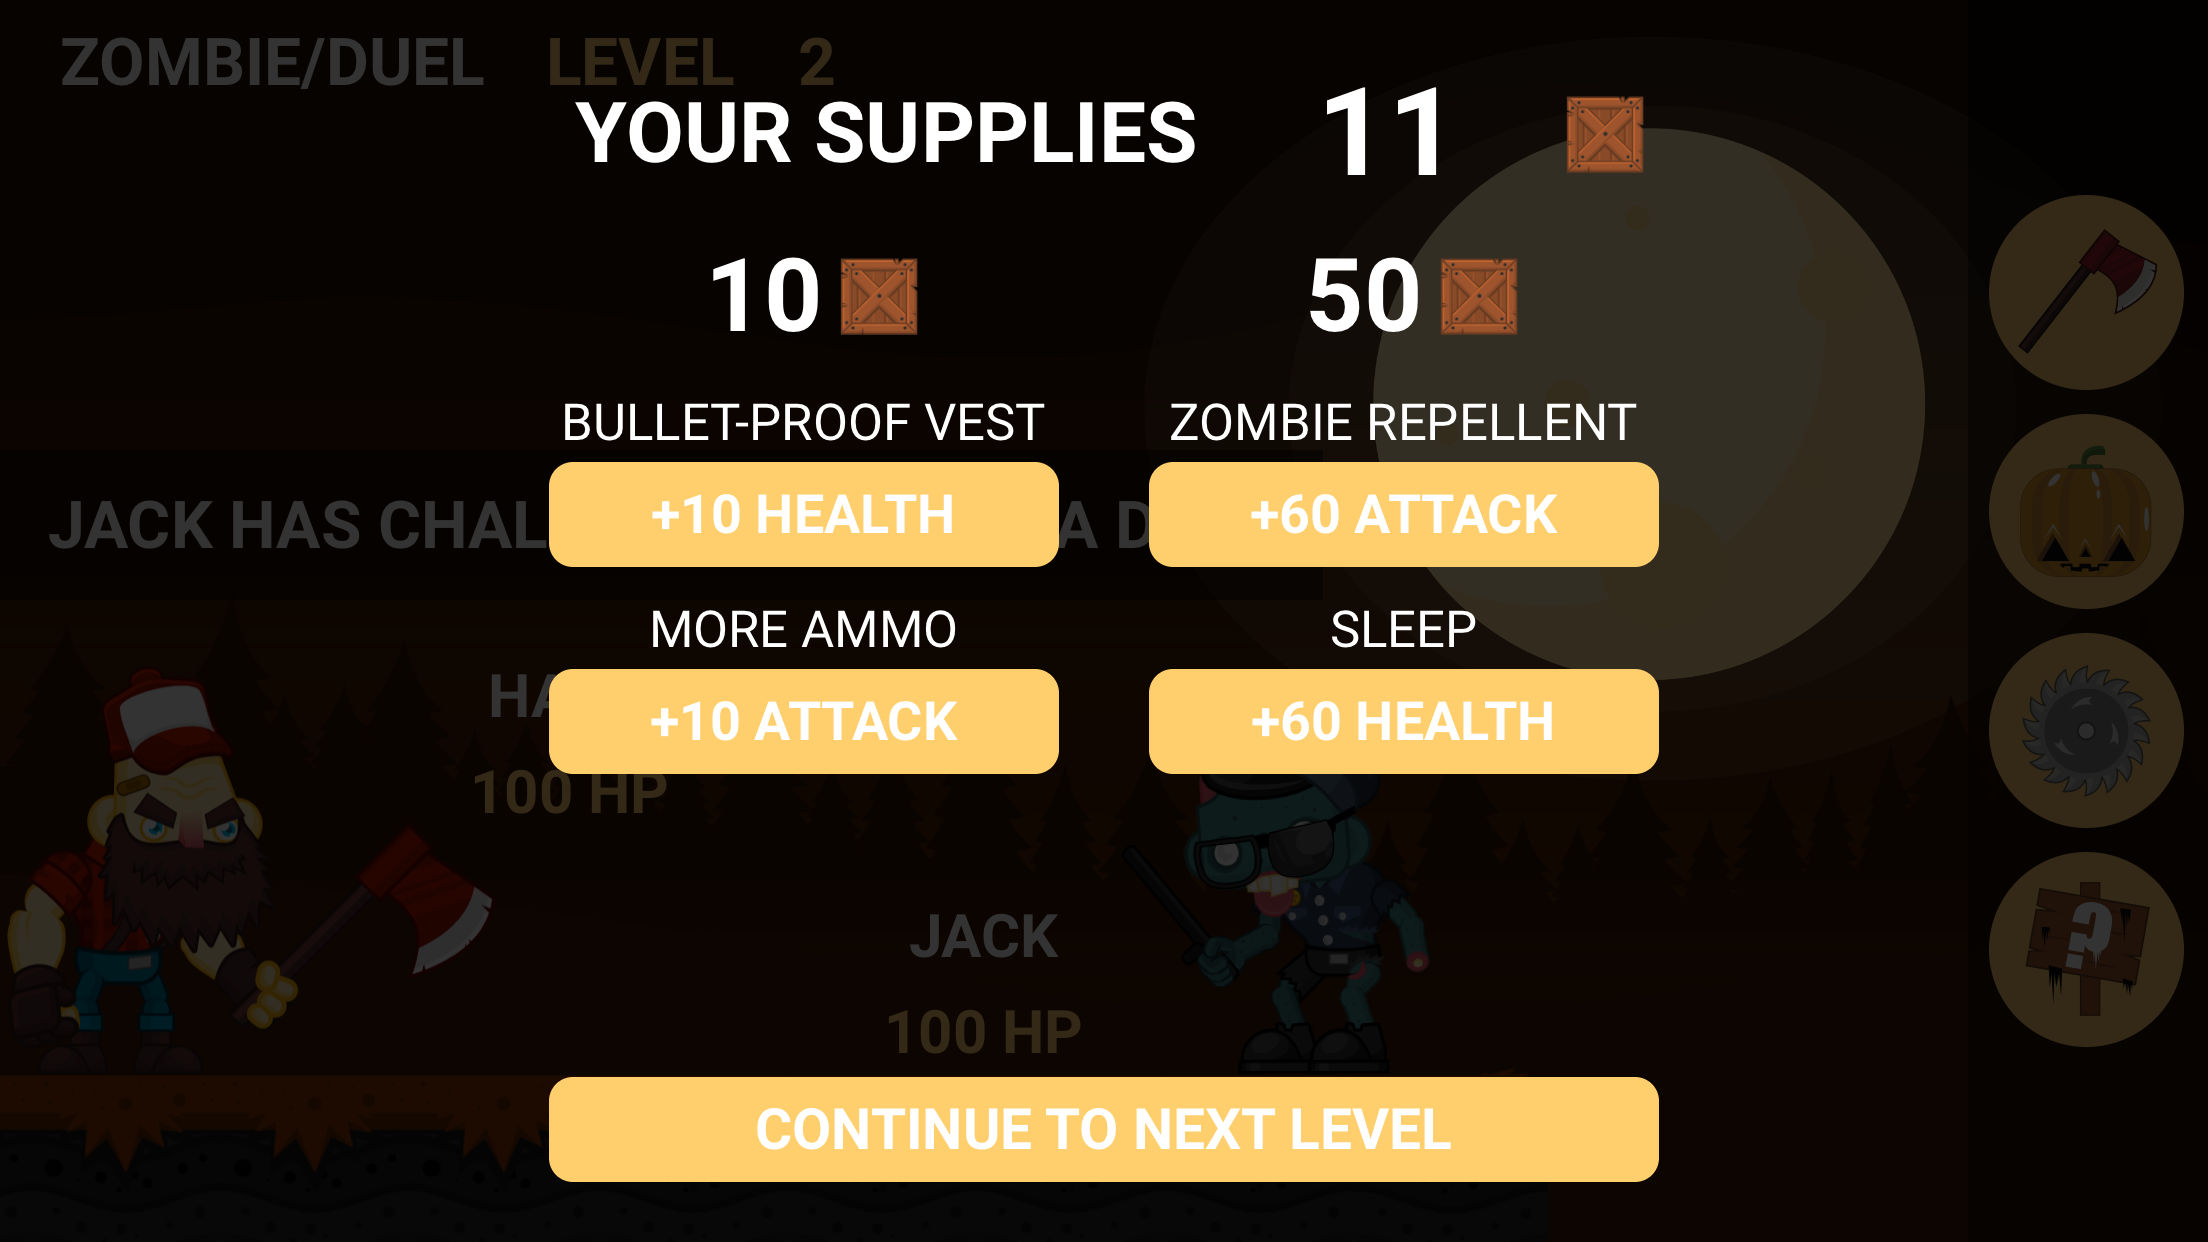 ZOMBIE/DUEL LEVEL 2
YOUR SUPPLIES 11
10
50
BULLET-PROOF VEST
+10 HEALTH
ZOMBIE REPELLENT
+60 ATTACK
JACK HAS CHAL
A D
MORE AMMO
+10 ATTACK
SLEEP
+60 HEALTH
HA
100 HP
JACK
100 HP
?
CONTINUE TO NEXT LEVEL